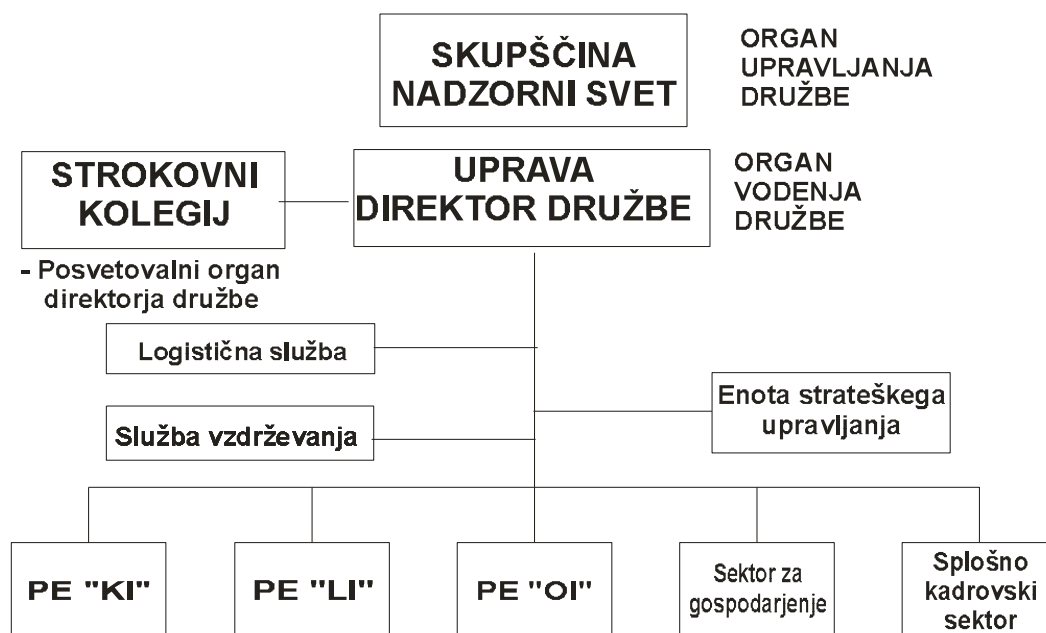 SKUPŠČINA
NADZORNI SVET
ORGAN
UPRAVLJANJA
DRUŽBE
STROKOVNI
KOLEGIJ
UPRAVA
DIREKTOR DRUŽBE
ORGAN
VODENJA
DRUŽBE
- Posvetovalni organ
direktorja družbe
Logistična služba
Enota strateškega
upravljanja
Služba vzdrževanja
PE "KI"
PE "LI"
PE "OI"
Sektor za
gospodarjenje
Splošno
kadrovski
sektor